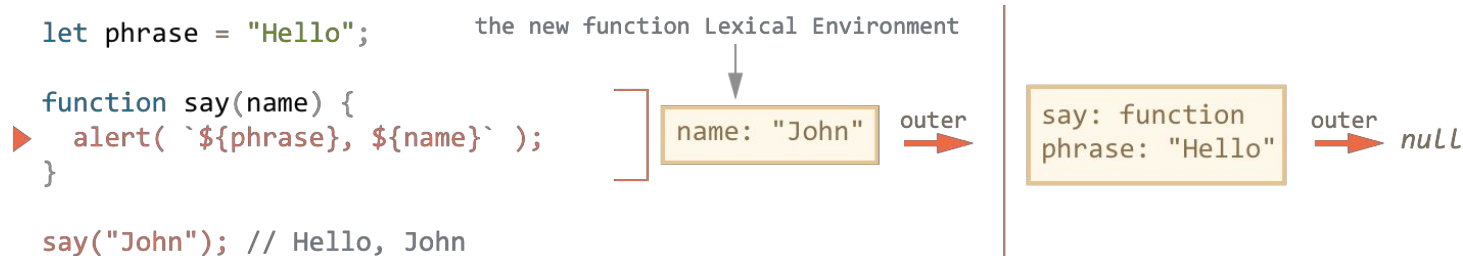 let phrase = "Hello";
the new function Lexical Environment
function say(name) {
alert( `${phrase}, ${name}` );
}
say("John"); // Hello, John
name: "John"
outer
say: function
phrase: "Hello"
outer
null